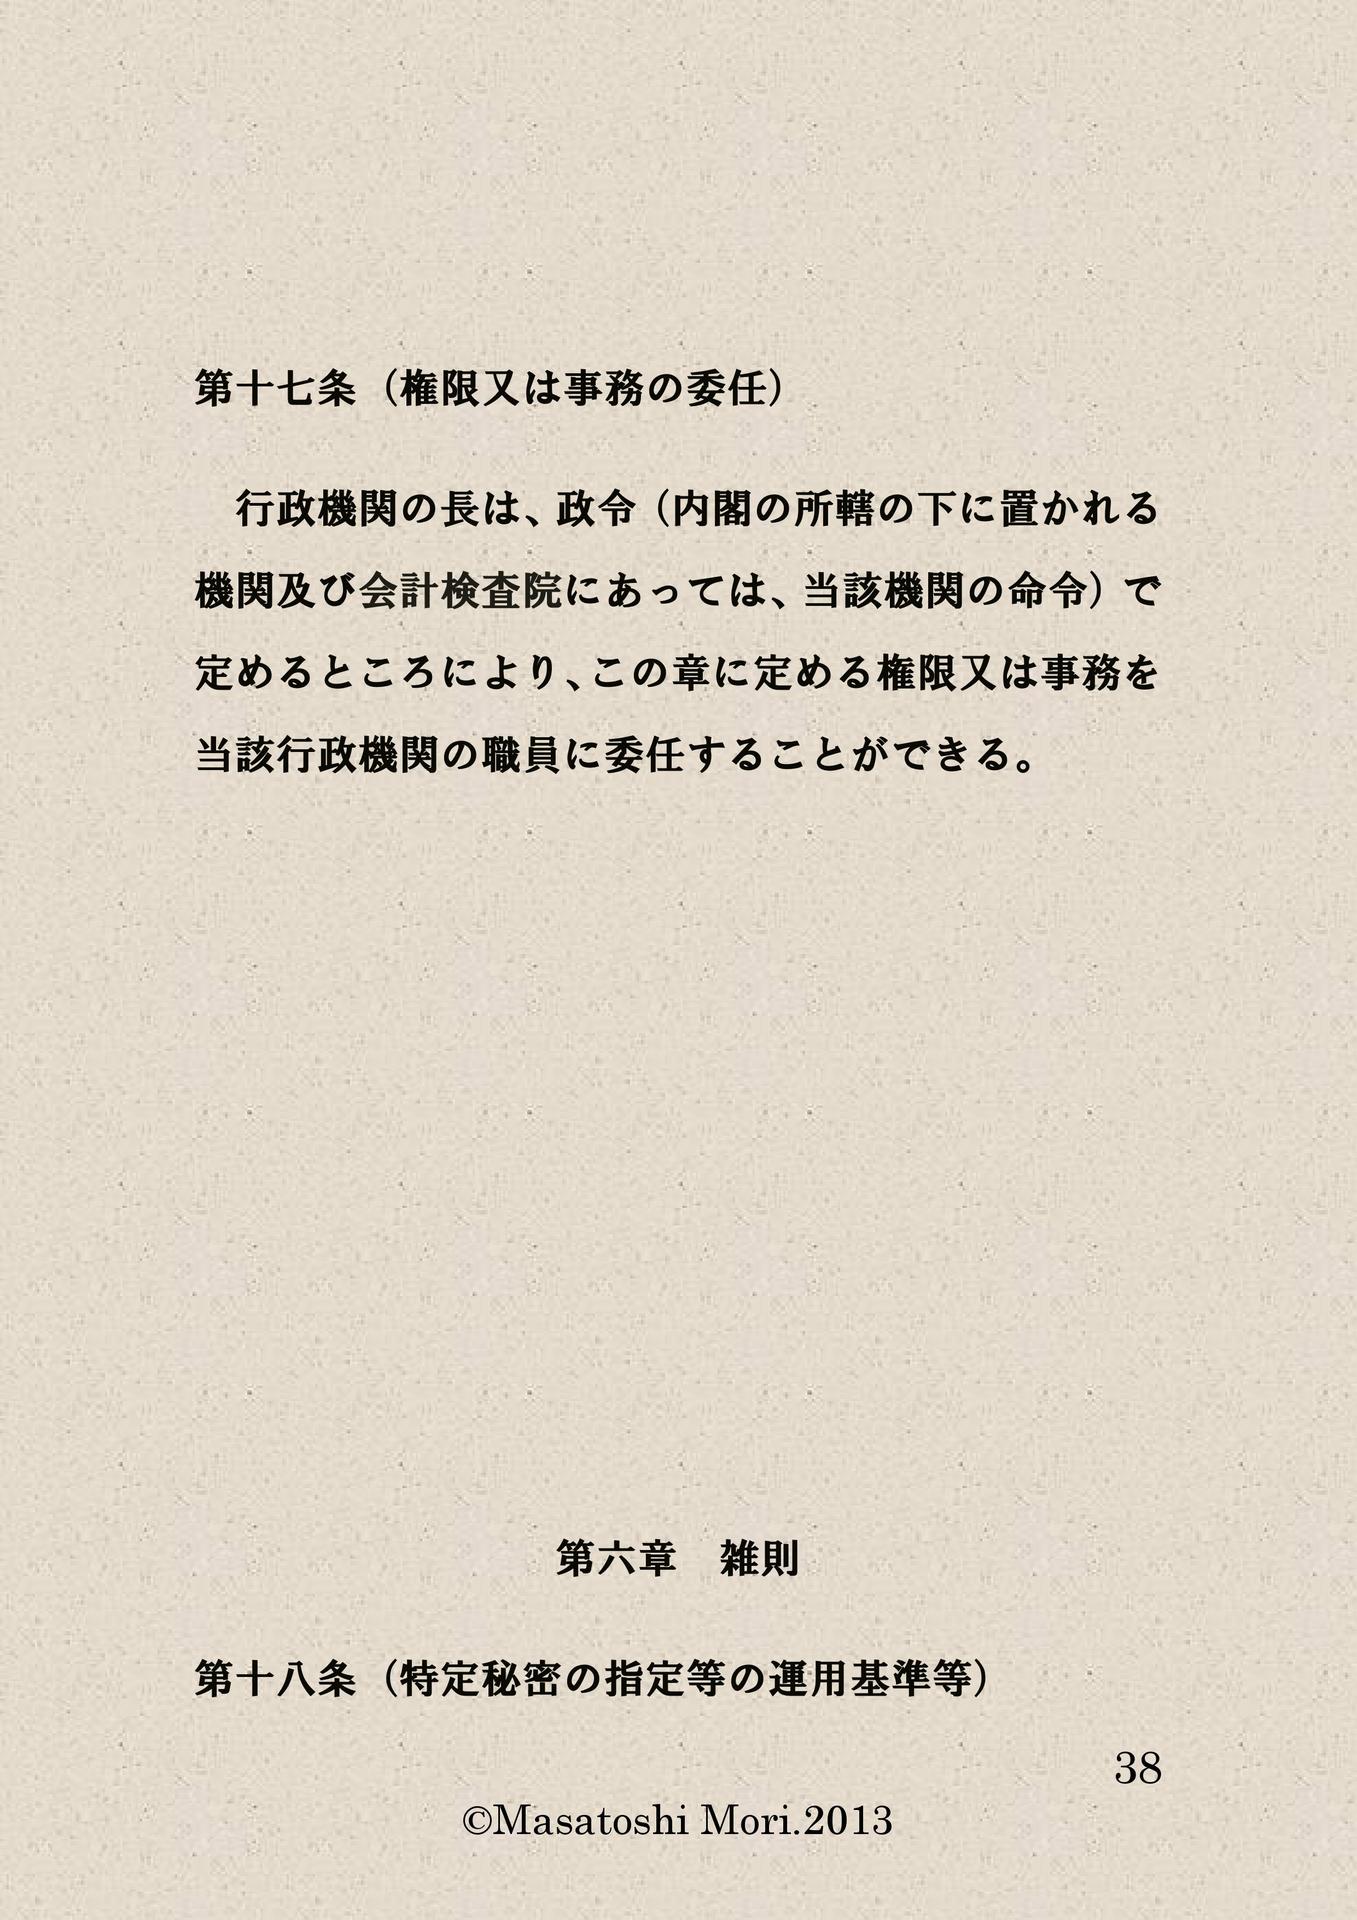 第十七条（権限又は事務の委任）
　行政機関の長は、政令（内閣の所轄の下に置かれる
機関及び会計検査院にあっては、当該機関の命令）で
定めるところにより、この章に定める権限又は事務を
当該行政機関の職員に委任することができる。
第六章　雑則
第十八条（特定秘密の指定等の運用基準等）
38
©Masatoshi Mori.2013